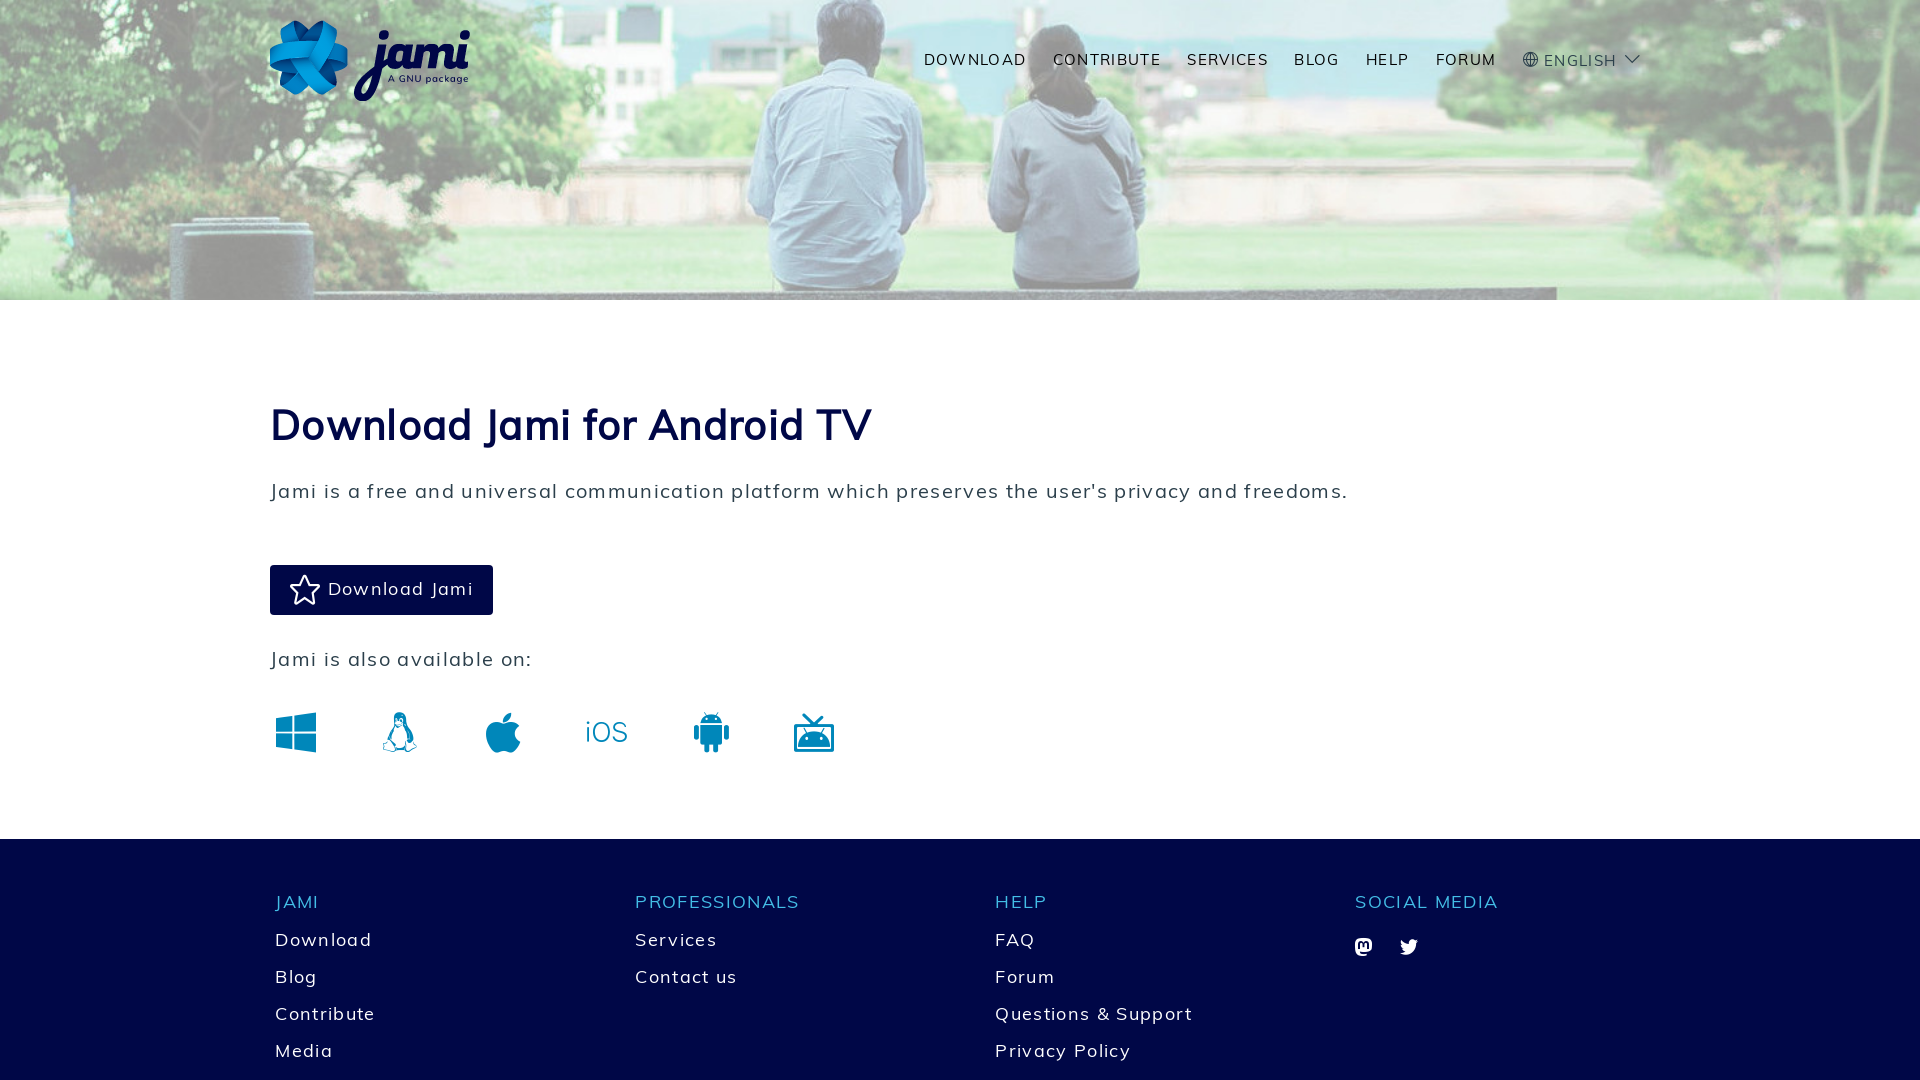 jami
A GNU package
DOWNLOAD
CONTRIBUTE
SERVICES
BLOG
HELP
FORUM
ENGLISH
Download Jami for Android TV
Jami is a free and universal communication platform which preserves the user's privacy and freedoms.
Download Jami
Jami is also available on:
iOS
JAMI
Download
Blog
Contribute
Media
PROFESSIONALS
Services
Contact us
HELP
FAQ
Forum
Questions & Support
Privacy Policy
SOCIAL MEDIA